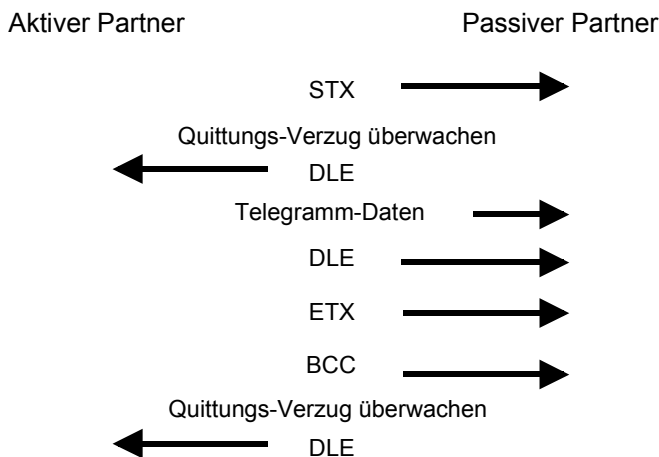 Aktiver Partner Passiver Partner
STX
Quittungs-Verzug überwachen
DLE
Telegramm-Daten
DLE
ETX
BCC
Quittungs-Verzug überwachen
DLE